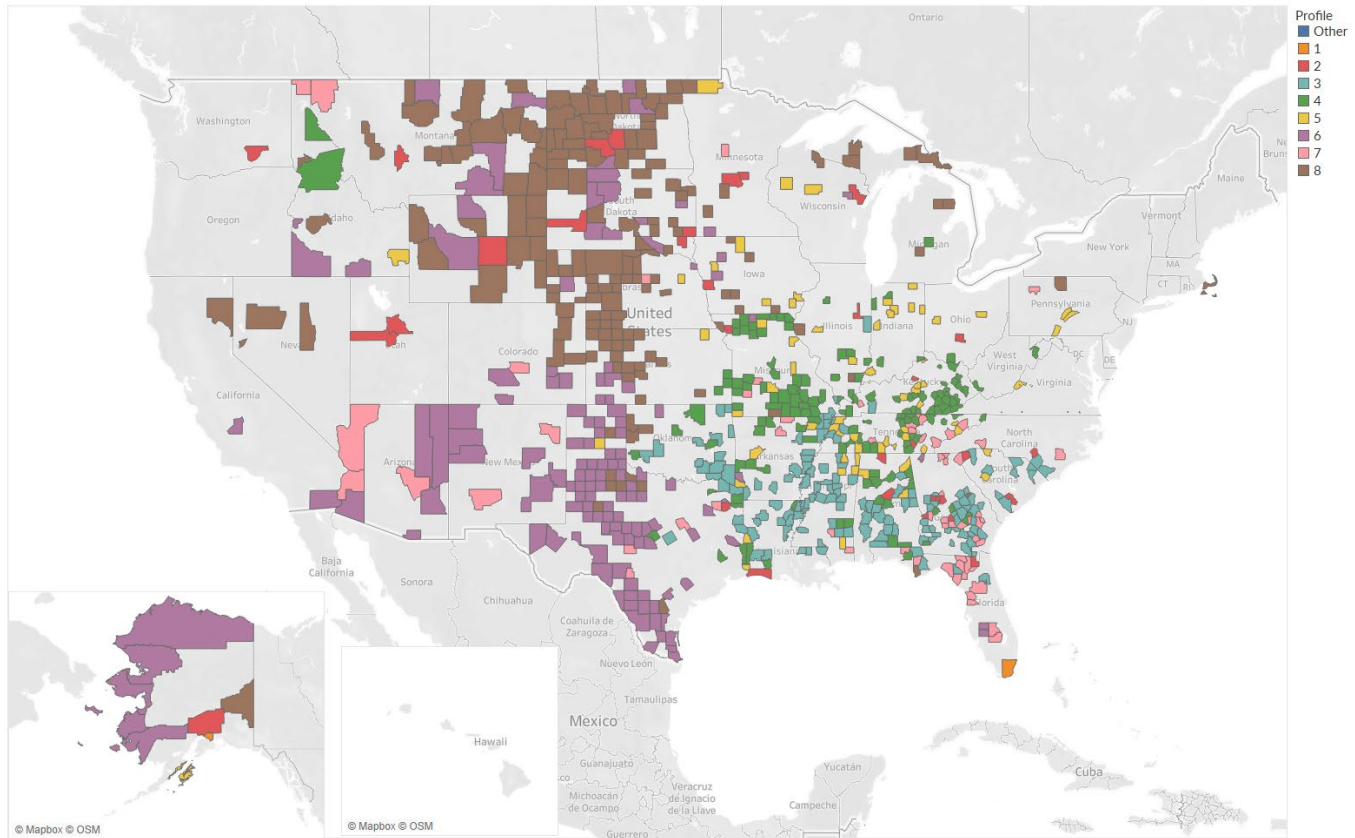 Ontario
Profile
Other
1
2
3
4
5
6
7
8
Washington
Montana
North
Dakota
Minnesota
Maine
Oregon
Idaho
South
Dakota
Wisconsin
Vermont
Michigan
New York
MA
CT
RI
Iowa
Pennsylvania
NJ
Nevada
Utah
United
States
Illinois
Indiana
Ohio
Colorado
West
Virginia
DC
DE
Missouri
Kentucky
Virginia
California
Oklahoma
Tennessee
North
Carolina
Arizona
New Mexico
Arkansas
South
Carolina
Louisiana
Baja
California
Sonora
Chihuahua
Florida
Coahuila de
Zaragoza
Nuevo León
Tamaulipas
Mexico
Hawaii
Guanajuato
Yucatán
Cuba
Michoacán
de Ocampo
Veracruz
de Ignacio
de la Llave
Campeche
Guerrero
© Mapbox © OSM
© Mapbox © OSM